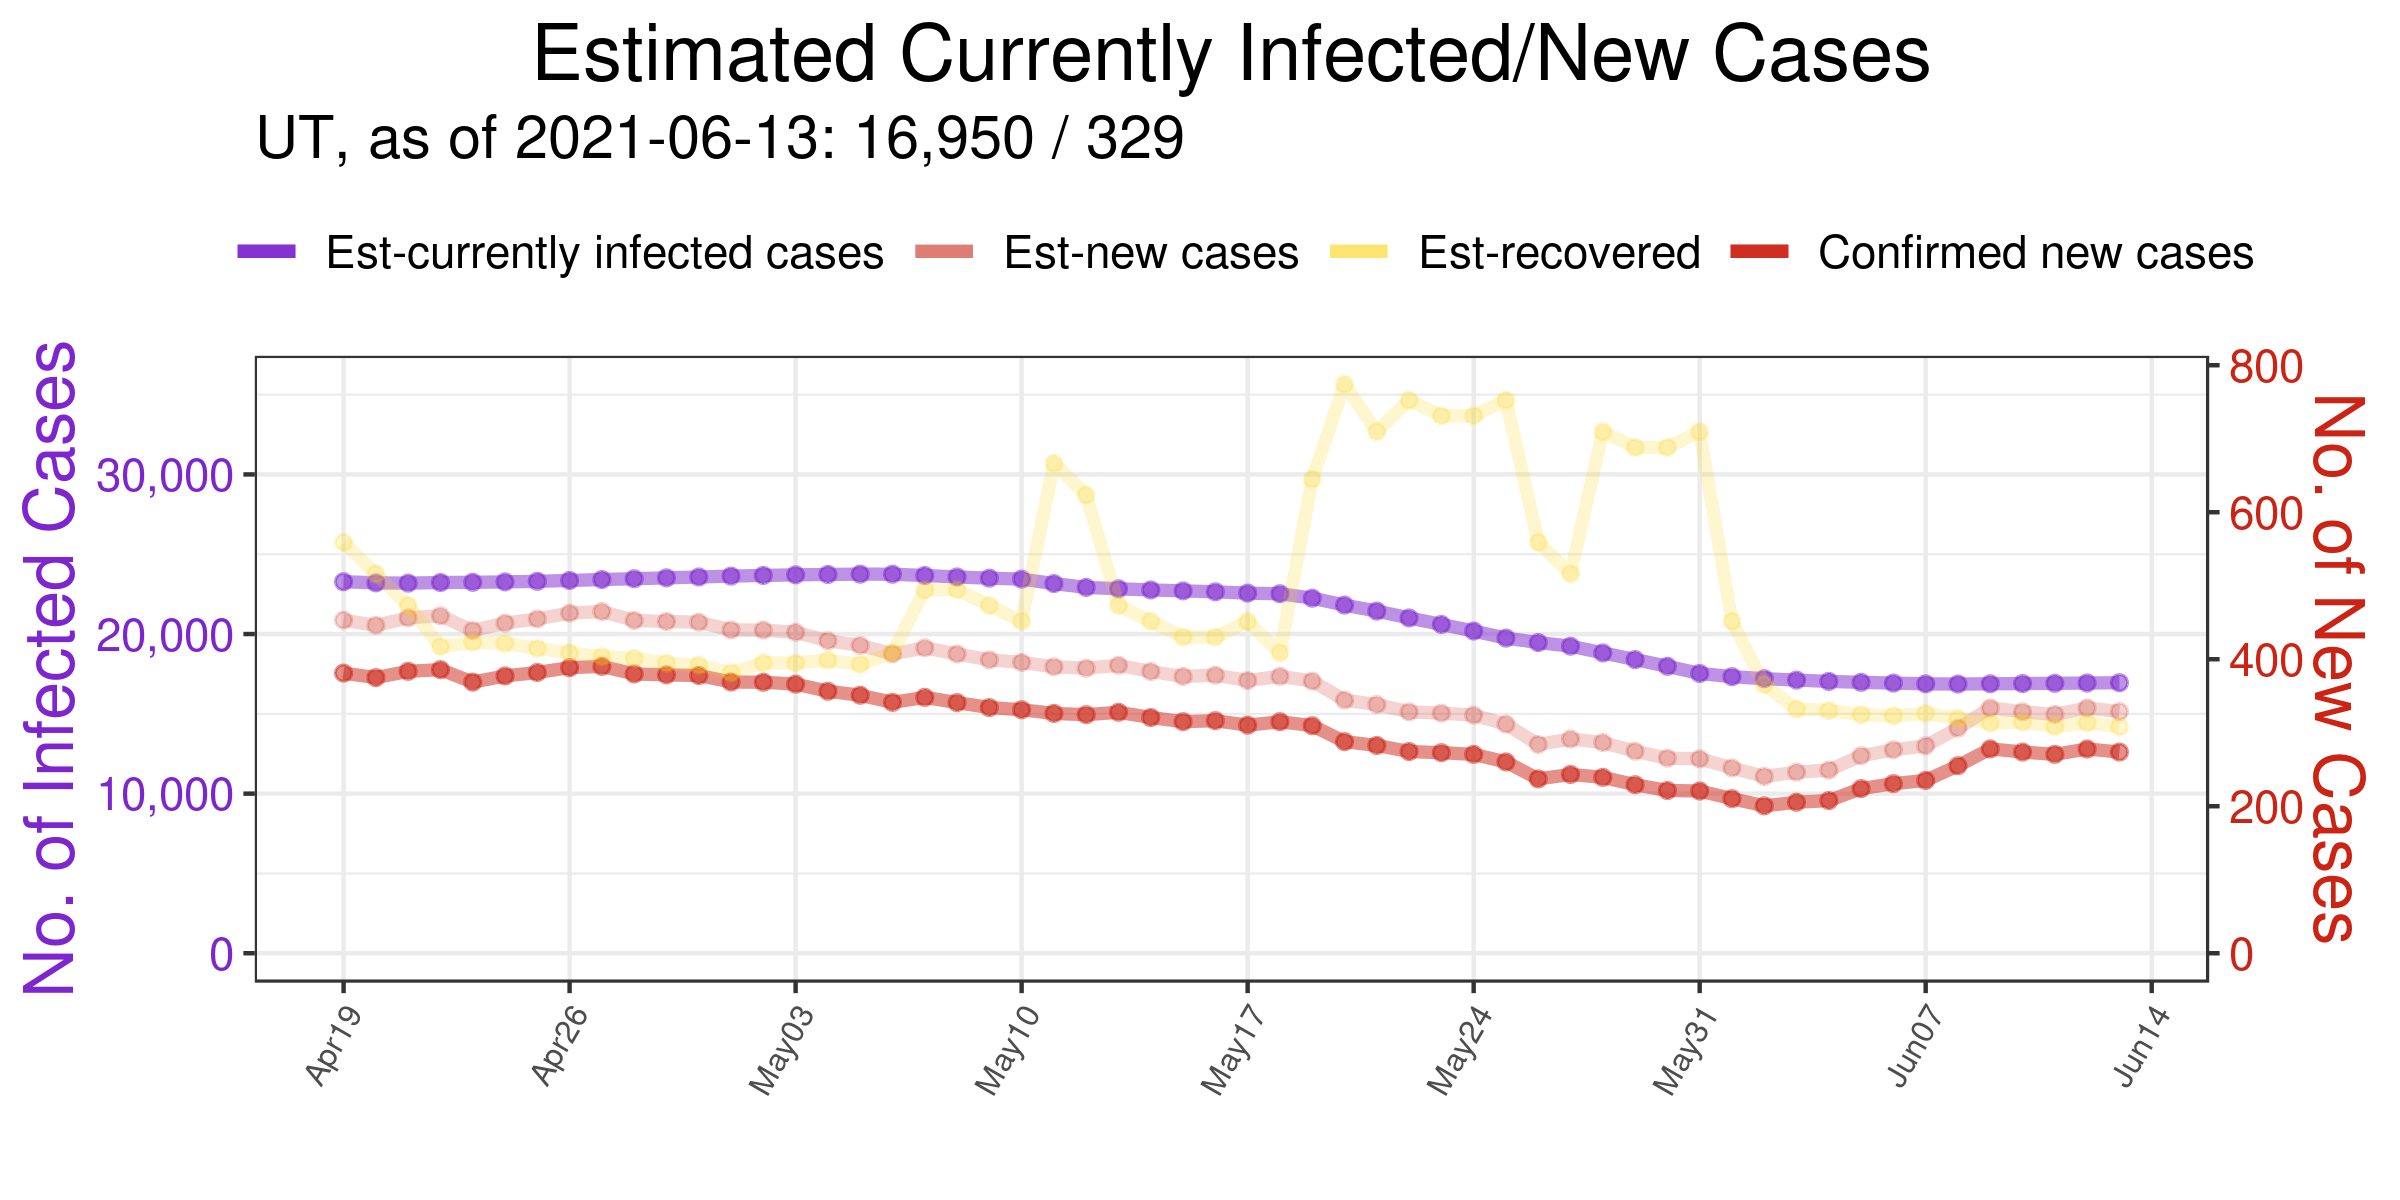 Estimated Currently Infected/New Cases
UT, as of 2021-06-13: 16,950 / 329
Est-currently infected cases Est-new cases Est-recovered Confirmed new cases
No. of Infected Cases
30,000
20,000
10,000
0
800
600
400
200
0
No. of New Cases
Apr19 Apr26 May03 May10 May17 May24 May31 Jun07 Jun14